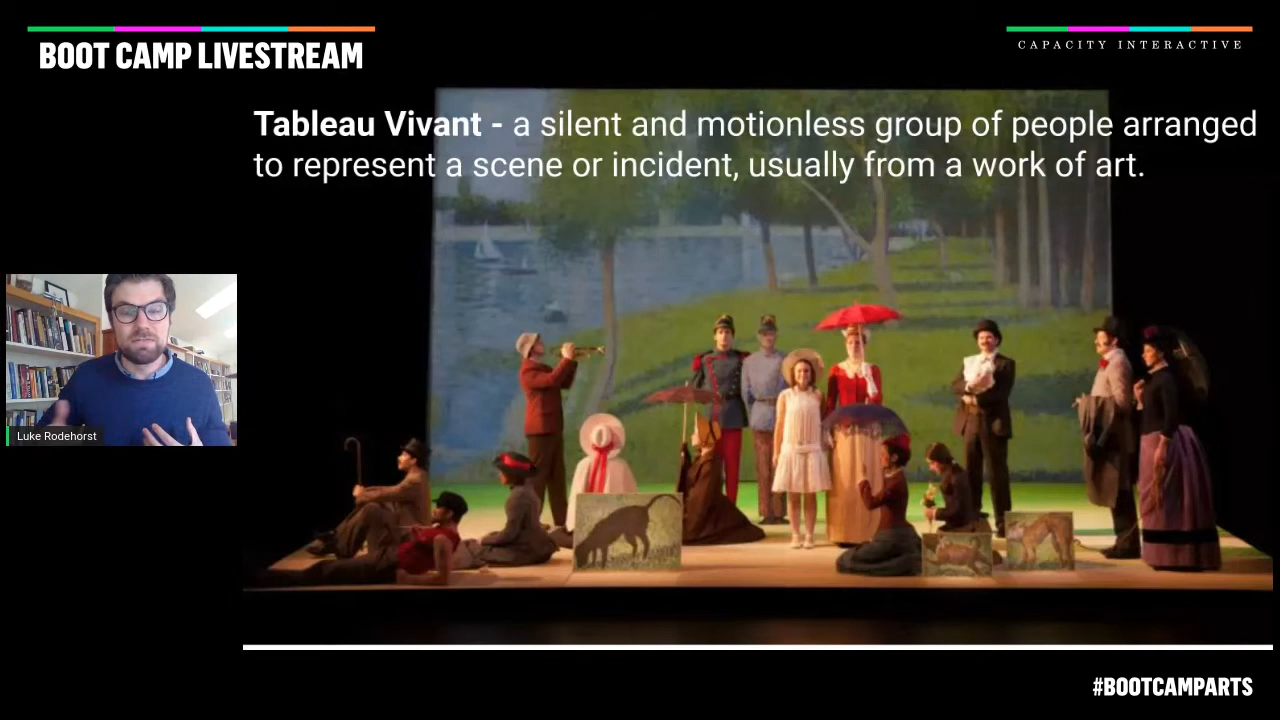 BOOT CAMP LIVESTREAM
CAPACITY INTERACTIVE
Tableau Vivant - a silent and motionless group of people arranged
to represent a scene or incident, usually from a work of art.
Luke Rodehorst
#BOOTCAMPARTS